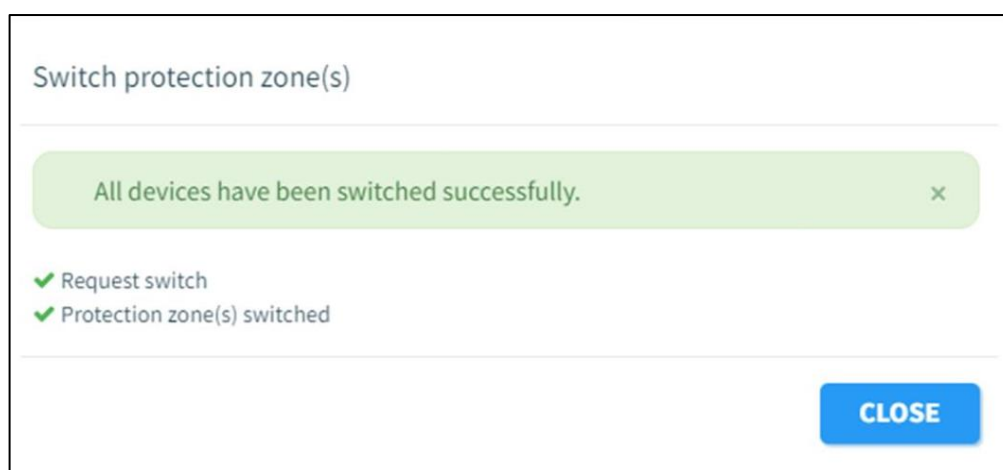 Switch protection zone(s)
All devices have been switched successfully. ×
✔ Request switch
✔ Protection zone(s) switched
CLOSE